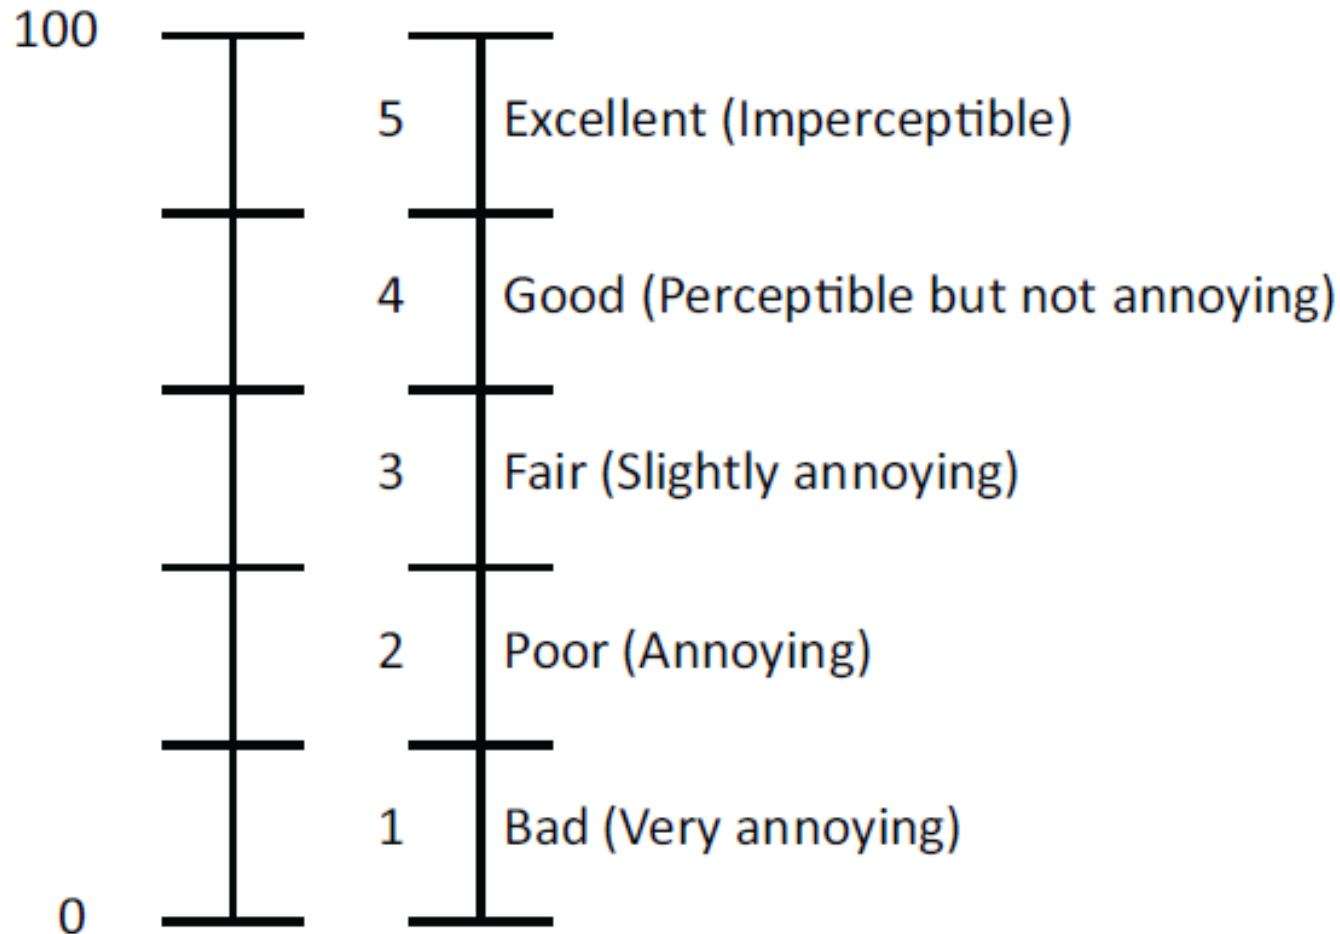 100
5 Excellent (Imperceptible)
4 Good (Perceptible but not annoying)
3 Fair (Slightly annoying)
2 Poor (Annoying)
1 Bad (Very annoying)
0